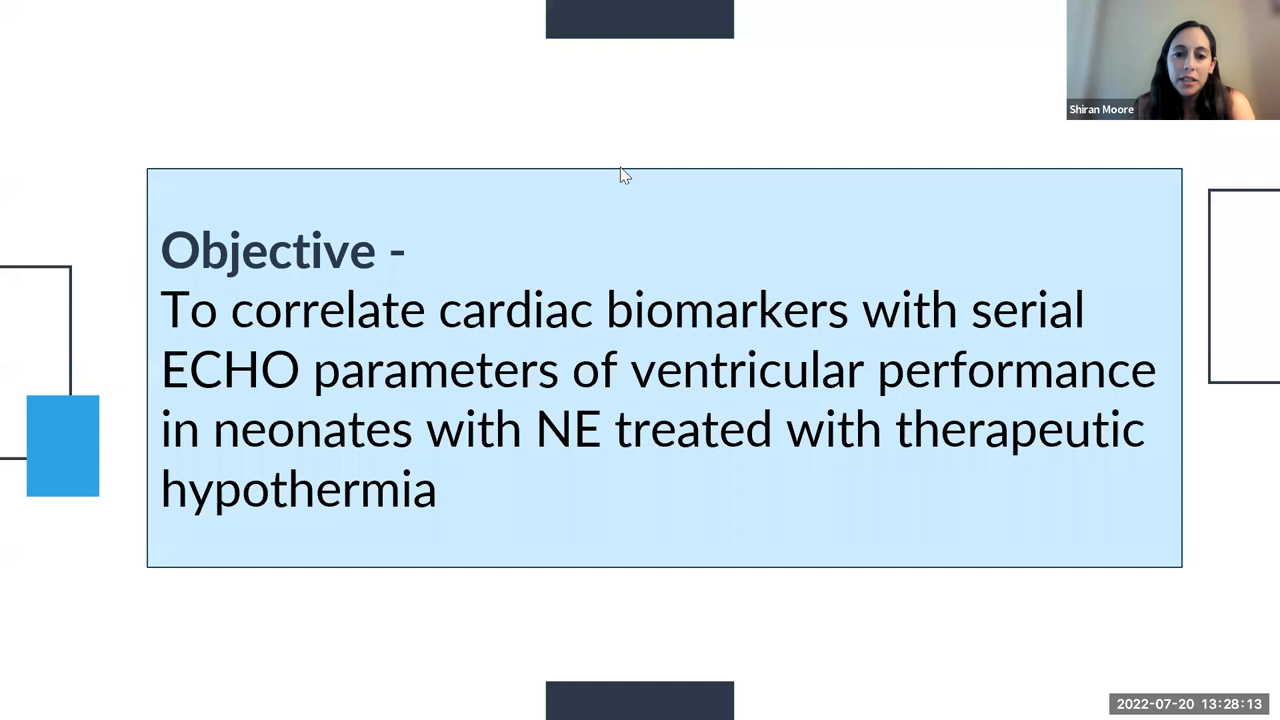 Shiran Moore
Objective -
To correlate cardiac biomarkers with serial
ECHO parameters of ventricular performance
in neonates with NE treated with therapeutic
hypothermia
2022-07-20 13:28:13